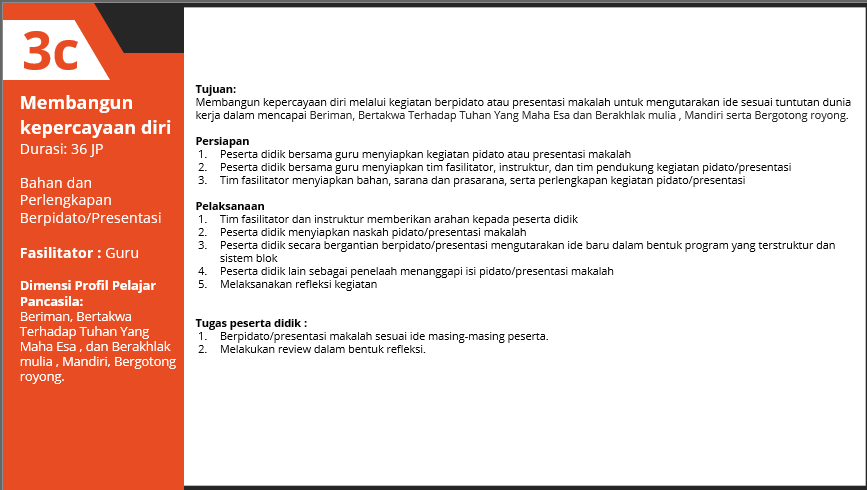 3c
Membangun
kepercayaan diri
Durasi: 36 JP
Bahan dan
Perlengkapan
Berpidato/Presentasi
Fasilitator : Guru
Dimensi Profil Pelajar
Pancasila:
Beriman, Bertakwa
Terhadap Tuhan Yang
Maha Esa , dan Berakhlak
mulia , Mandiri, Bergotong
royong.
Tujuan:
Membangun kepercayaan diri melalui kegiatan berpidato atau presentasi makalah untuk mengutarakan ide sesuai tuntutan dunia
kerja dalam mencapai Beriman, Bertakwa Terhadap Tuhan Yang Maha Esa dan Berakhlak mulia , Mandiri serta Bergotong royong.
Persiapan
1. Peserta didik bersama guru menyiapkan kegiatan pidato atau presentasi makalah
2. Peserta didik bersama guru menyiapkan tim fasilitator, instruktur, dan tim pendukung kegiatan pidato/presentasi
3. Tim fasilitator menyiapkan bahan, sarana dan prasarana, serta perlengkapan kegiatan pidato/presentasi
Pelaksanaan
1. Tim fasilitator dan instruktur memberikan arahan kepada peserta didik
2. Peserta didik menyiapkan naskah pidato/presentasi makalah
3. Peserta didik secara bergantian berpidato/presentasi mengutarakan ide baru dalam bentuk program yang terstruktur dan
sistem blok
4. Peserta didik lain sebagai penelaah menanggapi isi pidato/presentasi makalah
5. Melaksanakan refleksi kegiatan
Tugas peserta didik :
1. Berpidato/presentasi makalah sesuai ide masing-masing peserta.
2. Melakukan review dalam bentuk refleksi.